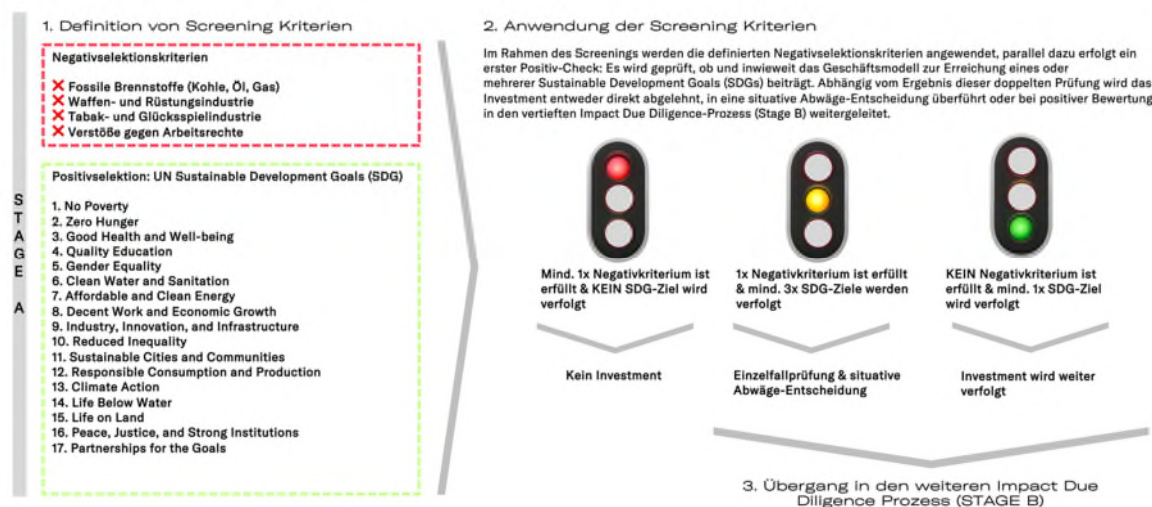 STAGE A
1. Definition von Screening Kriterien
Negativselektionskriterien
Fossile Brennstoffe (Kohle, Öl, Gas)
Waffen- und Rüstungsindustrie
Tabak- und Glücksspielindustrie
Verstöße gegen Arbeitsrechte
Positivselektion: UN Sustainable Development Goals (SDG)
1. No Poverty
2. Zero Hunger
3. Good Health and Well-being
4. Quality Education
5. Gender Equality
6. Clean Water and Sanitation
7. Affordable and Clean Energy
8. Decent Work and Economic Growth
9. Industry, Innovation, and Infrastructure
10. Reduced Inequality
11. Sustainable Cities and Communities
12. Responsible Consumption and Production
13. Climate Action
14. Life Below Water
15. Life on Land
16. Peace, Justice, and Strong Institutions
17. Partnerships for the Goals
2. Anwendung der Screening Kriterien
Im Rahmen des Screenings werden die definierten Negativselektionskriterien angewendet, parallel dazu erfolgt ein
erster Positiv-Check: Es wird geprüft, ob und inwieweit das Geschäftsmodell zur Erreichung eines oder
mehrerer Sustainable Development Goals (SDGs) beiträgt. Abhängig vom Ergebnis dieser doppelten Prüfung wird das
Investment entweder direkt abgelehnt, in eine situative Abwäge-Entscheidung überführt oder bei positiver Bewertung
in den vertieften Impact Due Diligence-Prozess (Stage B) weitergeleitet.
Mind. 1x Negativkriterium ist
erfüllt & KEIN SDG-Ziel wird
verfolgt
1x Negativkriterium ist erfüllt
& mind. 3x SDG-Ziele werden
verfolgt
KEIN Negativkriterium ist
erfüllt & mind. 1x SDG-Ziel
wird verfolgt
Kein Investment
Einzelfallprüfung & situative
Abwäge-Entscheidung
Investment wird weiter
verfolgt
3. Übergang in den weiteren Impact Due
Diligence Prozess (STAGE B)